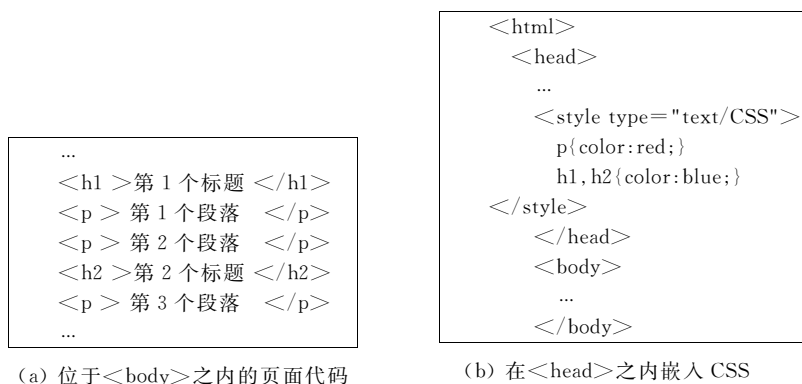 ...
<h1 >第 1 个标题 </h1>
<p > 第 1 个段落 </p>
<p > 第 2 个段落 </p>
<h2 >第 2 个标题 </h2>
<p > 第 3 个段落 </p>
...
(a) 位于<body>之内的页面代码
<html>
<head>
...
<style type="text/CSS">
p{color:red;}
h1,h2{color:blue;}
</style>
</head>
<body>
...
</body>
(b) 在<head>之内嵌入 CSS